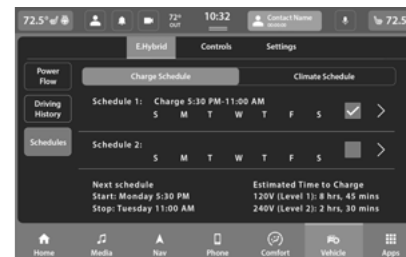 72.5°
72°
OUT
10:32
Contact Name
72.5
E.Hybrid Controls Settings
Power Flow
Charge Schedule Climate Schedule
Driving History
Schedule 1: Charge 5:30 PM-11:00 AM
S M T W T F S
Schedules
Schedule 2:
S M T W T F S
Next schedule
Start: Monday 5:30 PM
Stop: Tuesday 11:00 AM
Estimated Time to Charge
120V (Level 1): 8 hrs, 45 mins
240V (Level 2): 2 hrs, 30 mins
Home Media Nav Phone Comfort Vehicle Apps